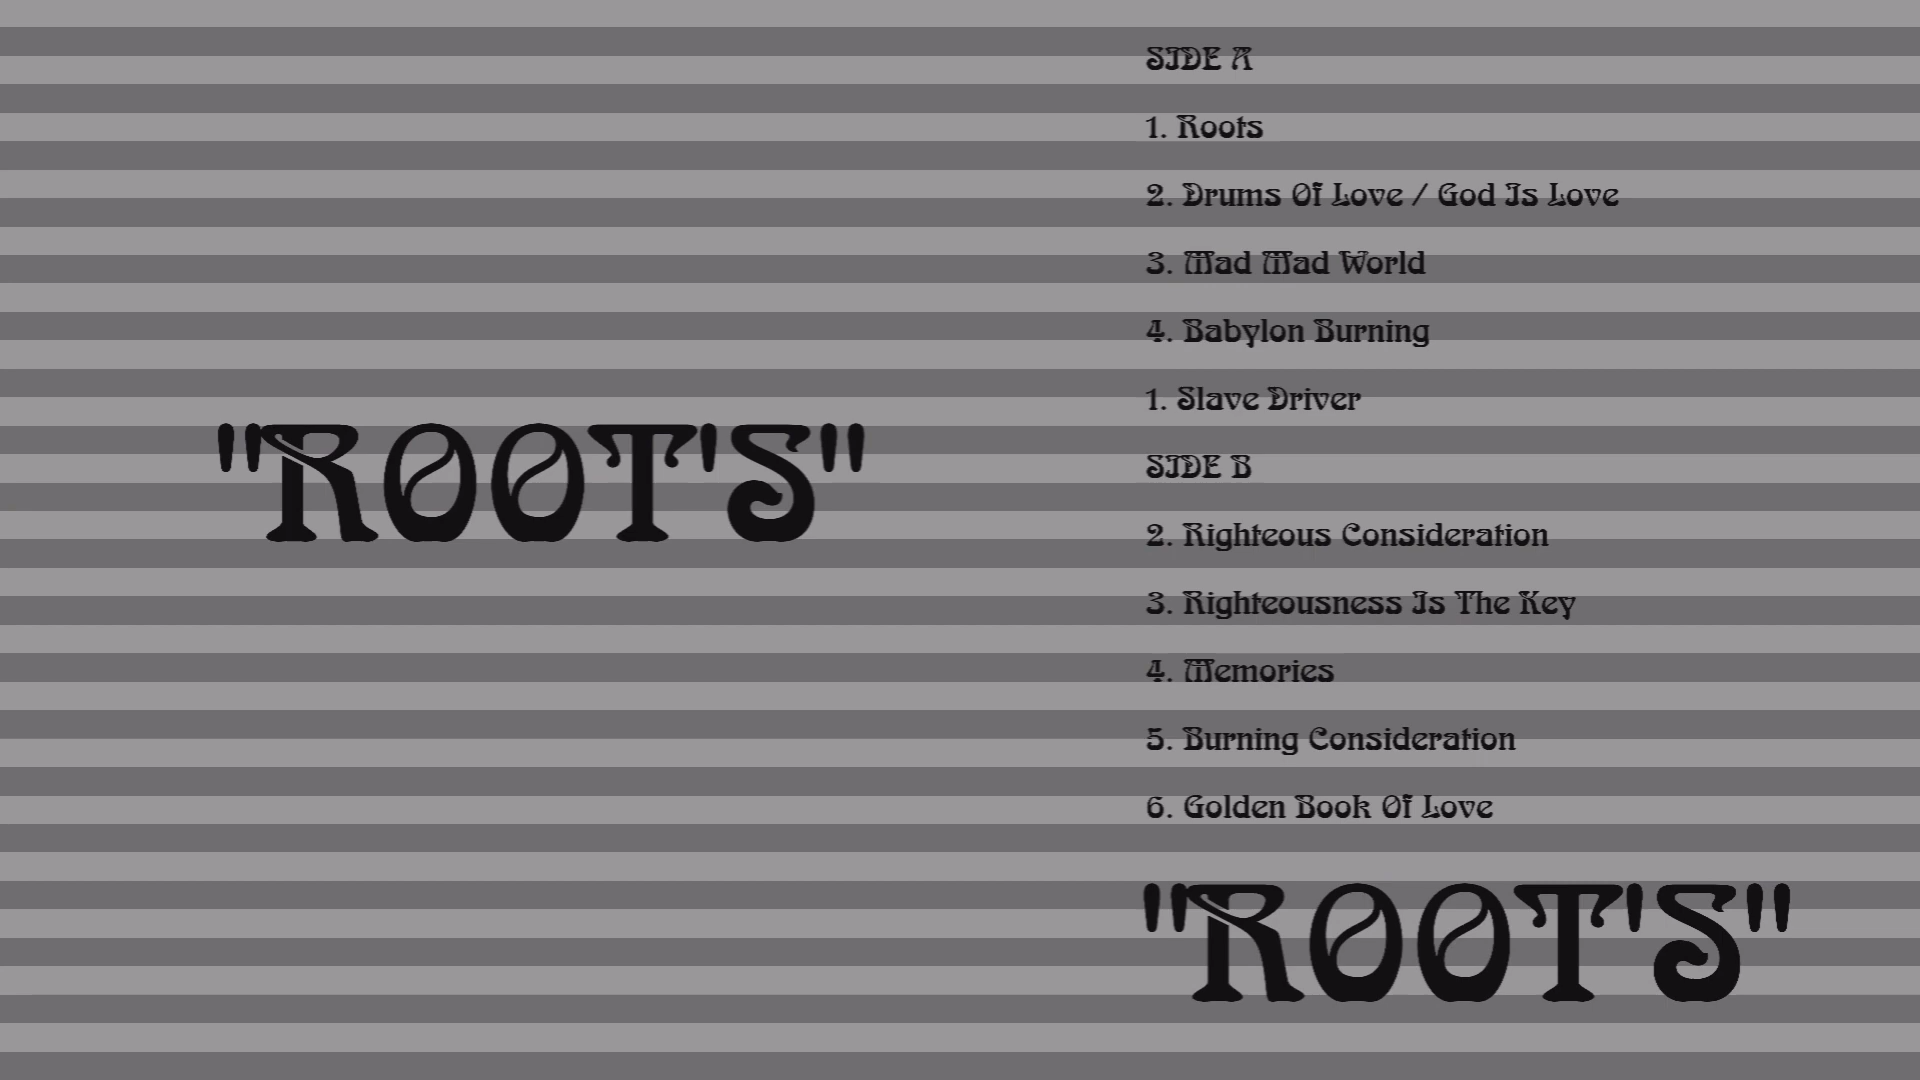 "ROOT'S"
SIDE A
1. Roots
2. Drums Of Love / God Is Love
3. Mad Mad World
4. Babylon Burning
1. Slave Driver
SIDE B
2. Righteous Consideration
3. Righteousness Is The Key
4. Memories
5. Burning Consideration
6. Golden Book Of Love
"ROOT'S"